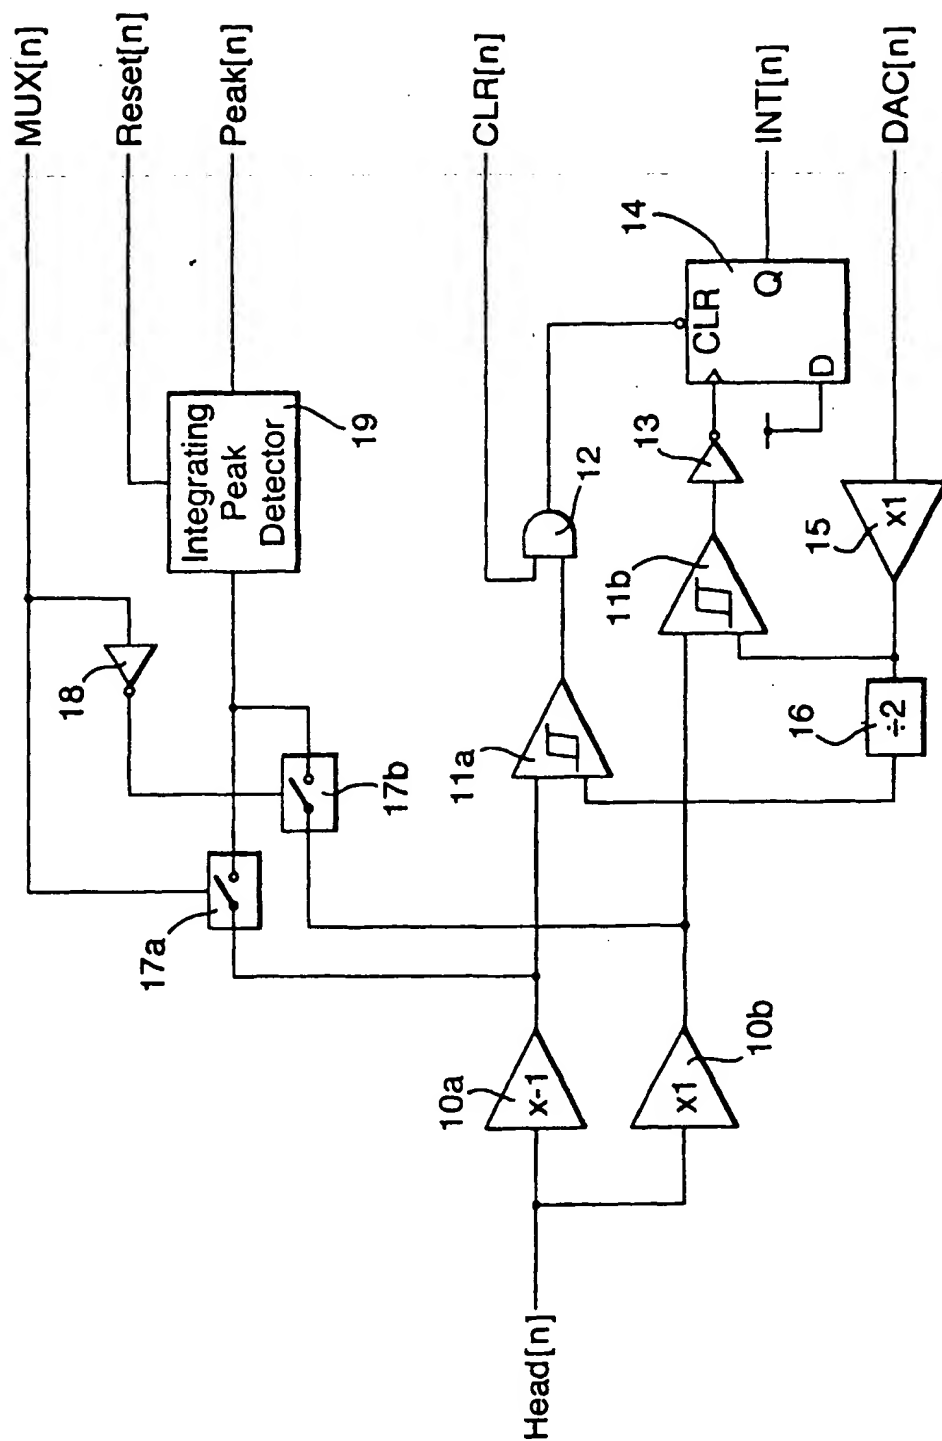 MUX[n]
Reset[n]
Peak[n]
CLR[n]
INT[n]
DAC[n]
18
Integrating
Peak
Detector
19
17a
17b
11a
12
11b
13
14
CLR
Q
D
15
x1
16
÷2
10a
x-1
10b
x1
Head[n]